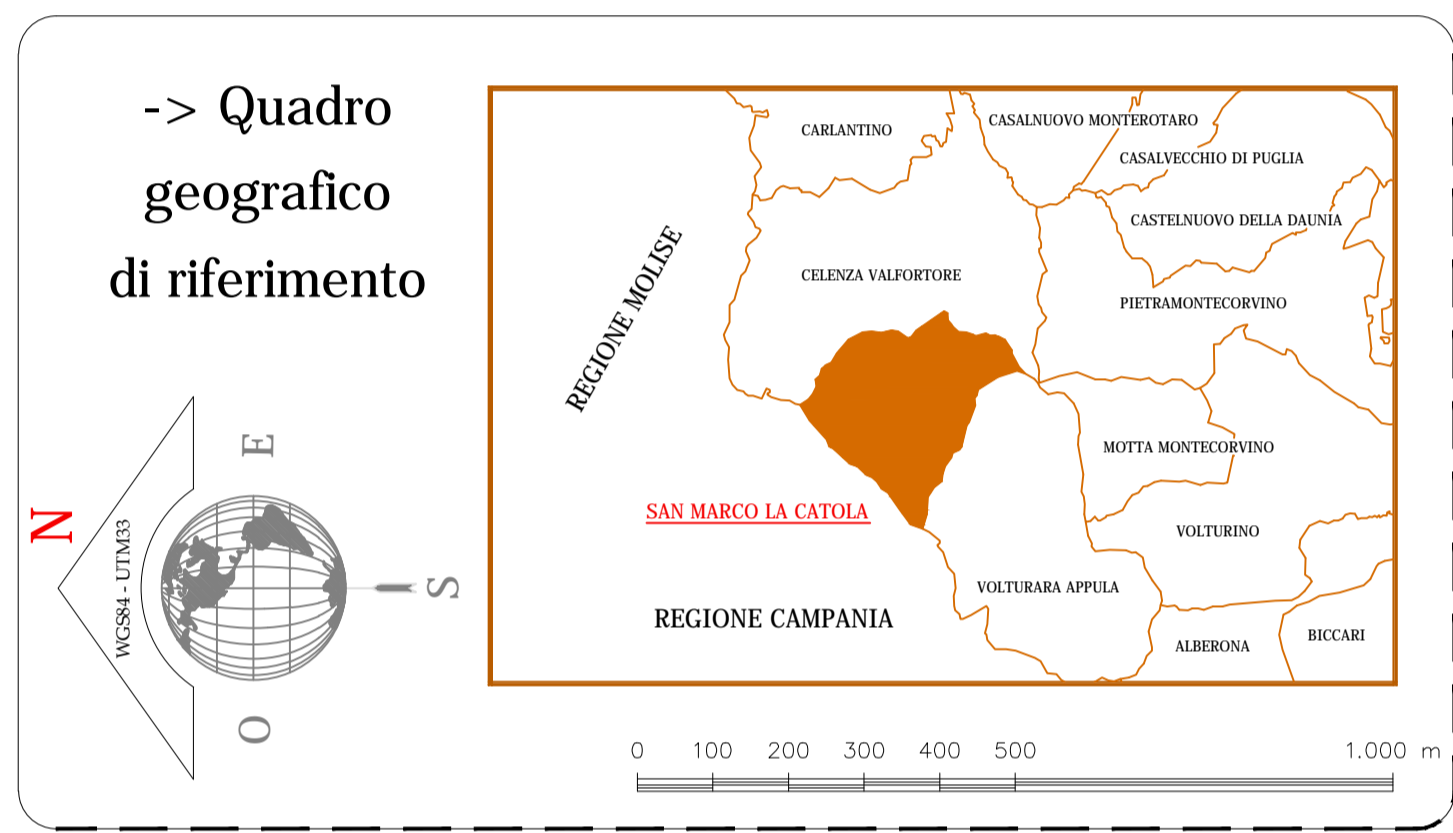 -> Quadro
geografico
di riferimento
CARLANTINO
CASALNUOVO MONTEROTARO
CASALVECCHIO DI PUGLIA
CASTELNUOVO DELLA DAUNIA
CELENZA VALFORTORE
PIETRAMONTECORVINO
REGIONE MOLISE
MOTTA MONTECORVINO
SAN MARCO LA CATOLA
VOLTURINO
VOLTURARA APPULA
REGIONE CAMPANIA
ALBERONA
BICCARI
N
E
S
O
WGS84 - UTM33
0 100 200 300 400 500 1.000 m